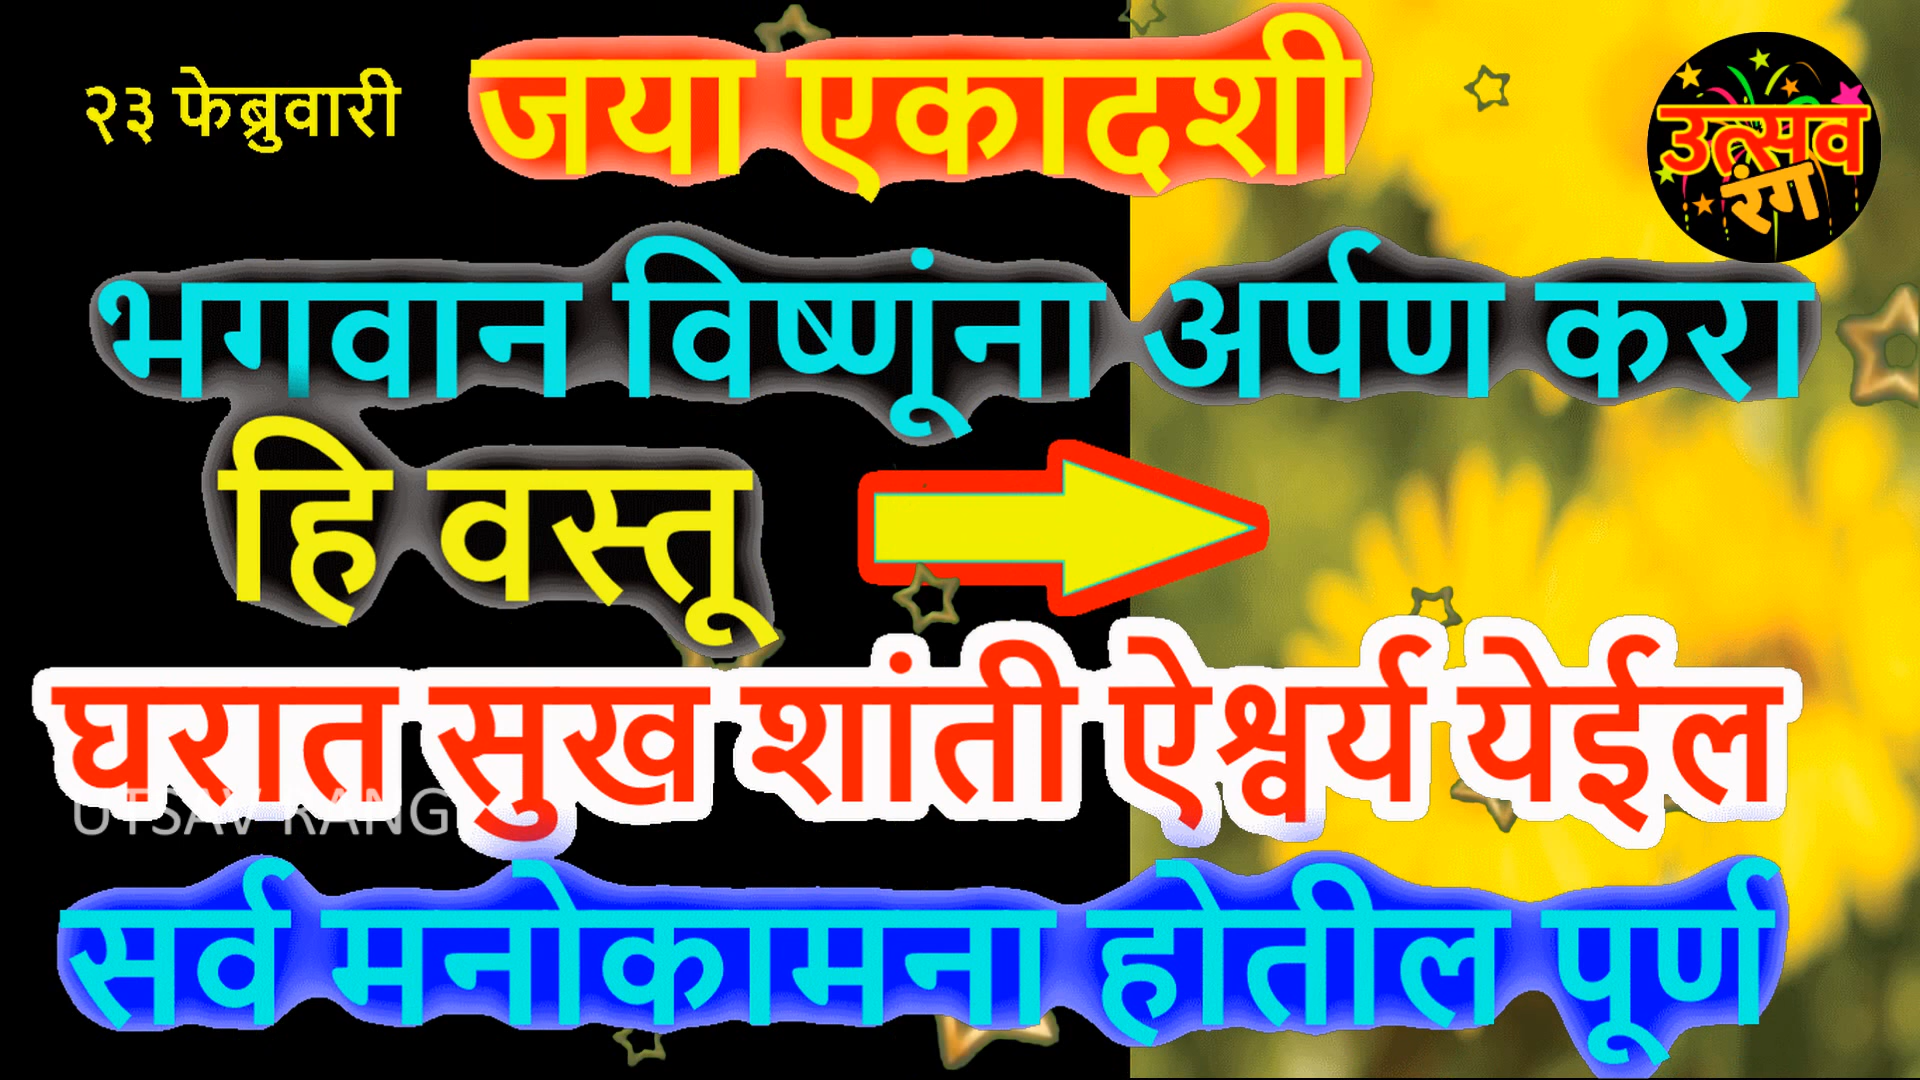 २३ फेब्रुवारी
जया एकादशी
उत्सव
रंग
भगवान विष्णूंना अर्पण करा
हि वस्तू
घरात सुख शांती ऐश्वर्य येईल
UTSAV RANG
सर्व मनोकामना होतील पूर्ण